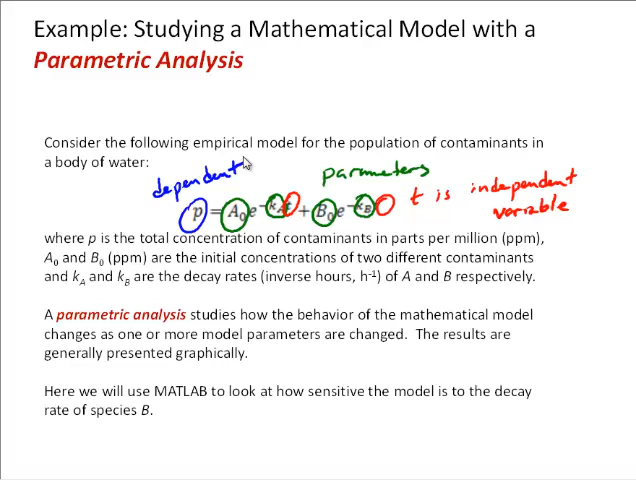 Example: Studying a Mathematical Model with a
Parametric Analysis
Consider the following empirical model for the population of contaminants in
a body of water:
dependent
parameters
t is independent
variable
p = A₀e^{-k_A t} + B₀e^{-k_B t}
where p is the total concentration of contaminants in parts per million (ppm),
A₀ and B₀ (ppm) are the initial concentrations of two different contaminants
and k_A and k_B are the decay rates (inverse hours, h⁻¹) of A and B respectively.
A parametric analysis studies how the behavior of the mathematical model
changes as one or more model parameters are changed. The results are
generally presented graphically.
Here we will use MATLAB to look at how sensitive the model is to the decay
rate of species B.